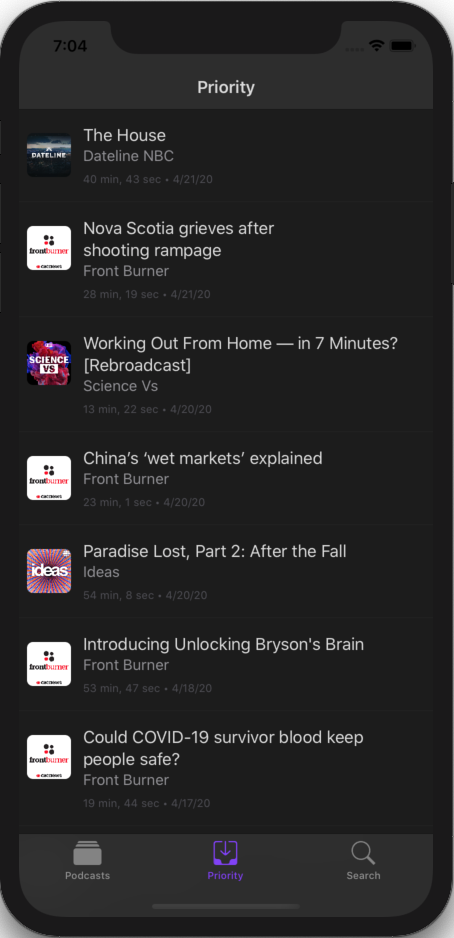 7:04
Priority
DATELINE
The House
Dateline NBC
40 min, 43 sec • 4/21/20
frontburner
cbcnews
Nova Scotia grieves after
shooting rampage
Front Burner
28 min, 19 sec • 4/21/20
SCIENCE
VS
Working Out From Home — in 7 Minutes?
[Rebroadcast]
Science Vs
13 min, 22 sec • 4/20/20
frontburner
cbcnews
China’s ‘wet markets’ explained
Front Burner
23 min, 1 sec • 4/20/20
ideas
Paradise Lost, Part 2: After the Fall
Ideas
54 min, 8 sec • 4/20/20
frontburner
cbcnews
Introducing Unlocking Bryson's Brain
Front Burner
53 min, 47 sec • 4/18/20
frontburner
cbcnews
Could COVID-19 survivor blood keep
people safe?
Front Burner
19 min, 44 sec • 4/17/20
Podcasts
Priority
Search